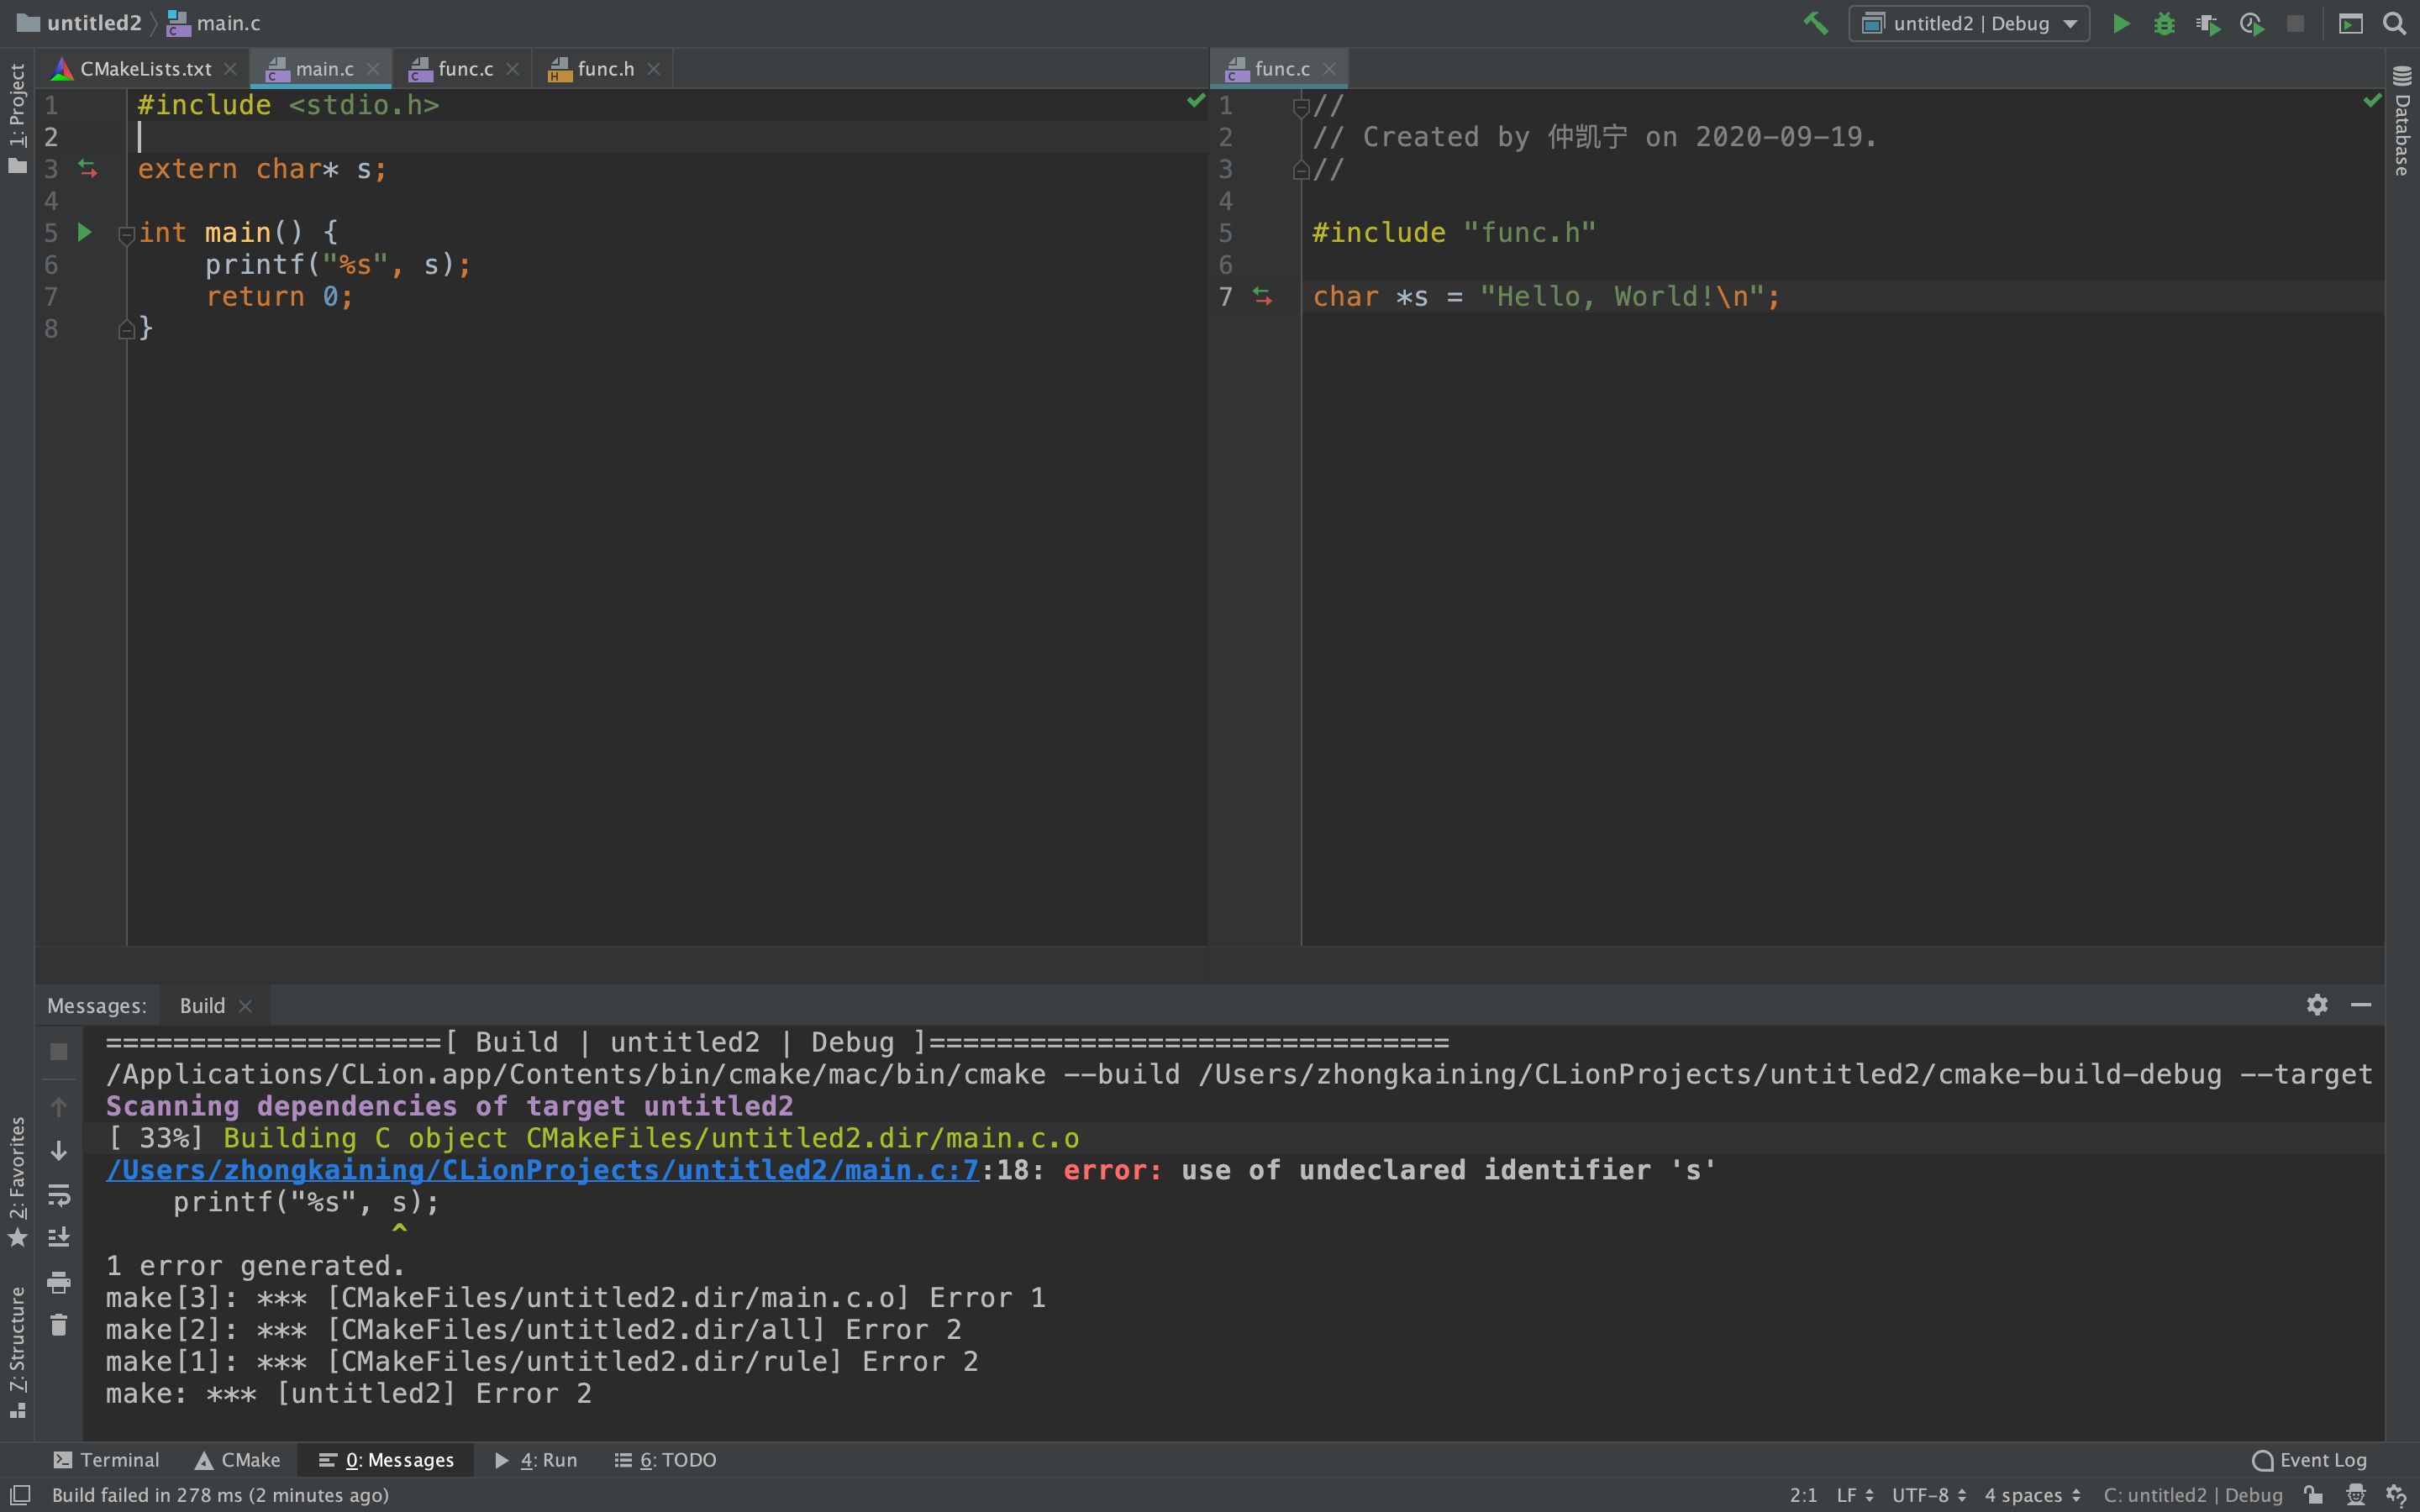 untitled2 main.c
untitled2 | Debug
1: Project
CMakeLists.txt main.c func.c func.h
func.c
Database
1 #include <stdio.h>
2
3 extern char* s;
4
5 int main() {
6 printf("%s", s);
7 return 0;
8 }
1 //
2 // Created by 仲凯宁 on 2020-09-19.
3 //
4
5 #include "func.h"
6
7 char *s = "Hello, World!\n";
Messages: Build
====================[ Build | untitled2 | Debug ]===============================
/Applications/CLion.app/Contents/bin/cmake/mac/bin/cmake --build /Users/zhongkaining/CLionProjects/untitled2/cmake-build-debug --target
Scanning dependencies of target untitled2
[ 33%] Building C object CMakeFiles/untitled2.dir/main.c.o
/Users/zhongkaining/CLionProjects/untitled2/main.c:7:18: error: use of undeclared identifier 's'
printf("%s", s);
^
1 error generated.
make[3]: *** [CMakeFiles/untitled2.dir/main.c.o] Error 1
make[2]: *** [CMakeFiles/untitled2.dir/all] Error 2
make[1]: *** [CMakeFiles/untitled2.dir/rule] Error 2
make: *** [untitled2] Error 2
2: Favorites
7: Structure
Terminal CMake 0: Messages 4: Run 6: TODO Event Log
Build failed in 278 ms (2 minutes ago) 2:1 LF UTF-8 4 spaces C: untitled2 | Debug